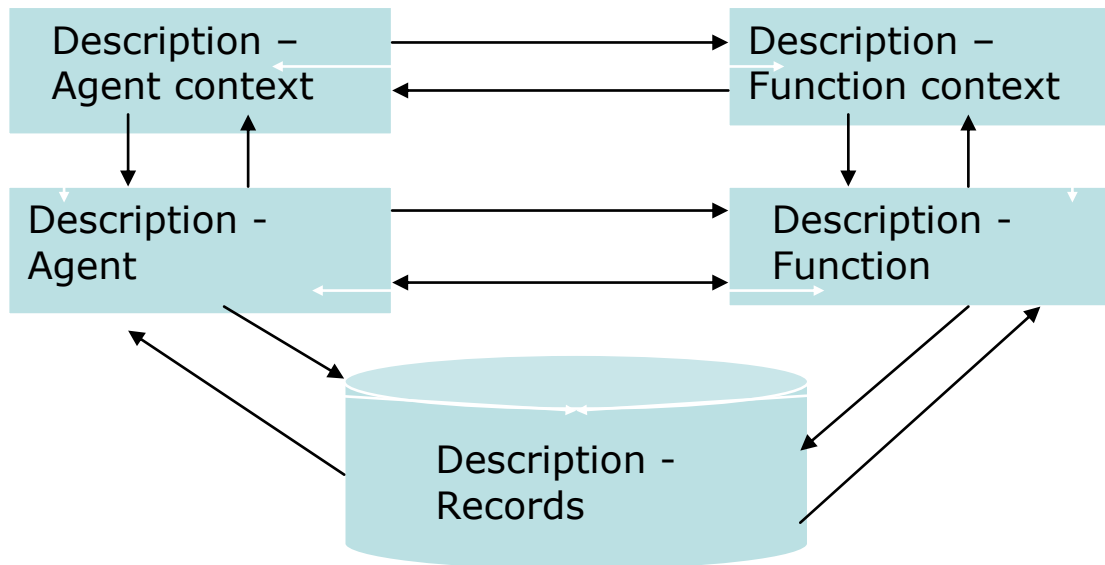 Description –
Agent context
Description –
Function context
Description -
Agent
Description -
Function
Description -
Records